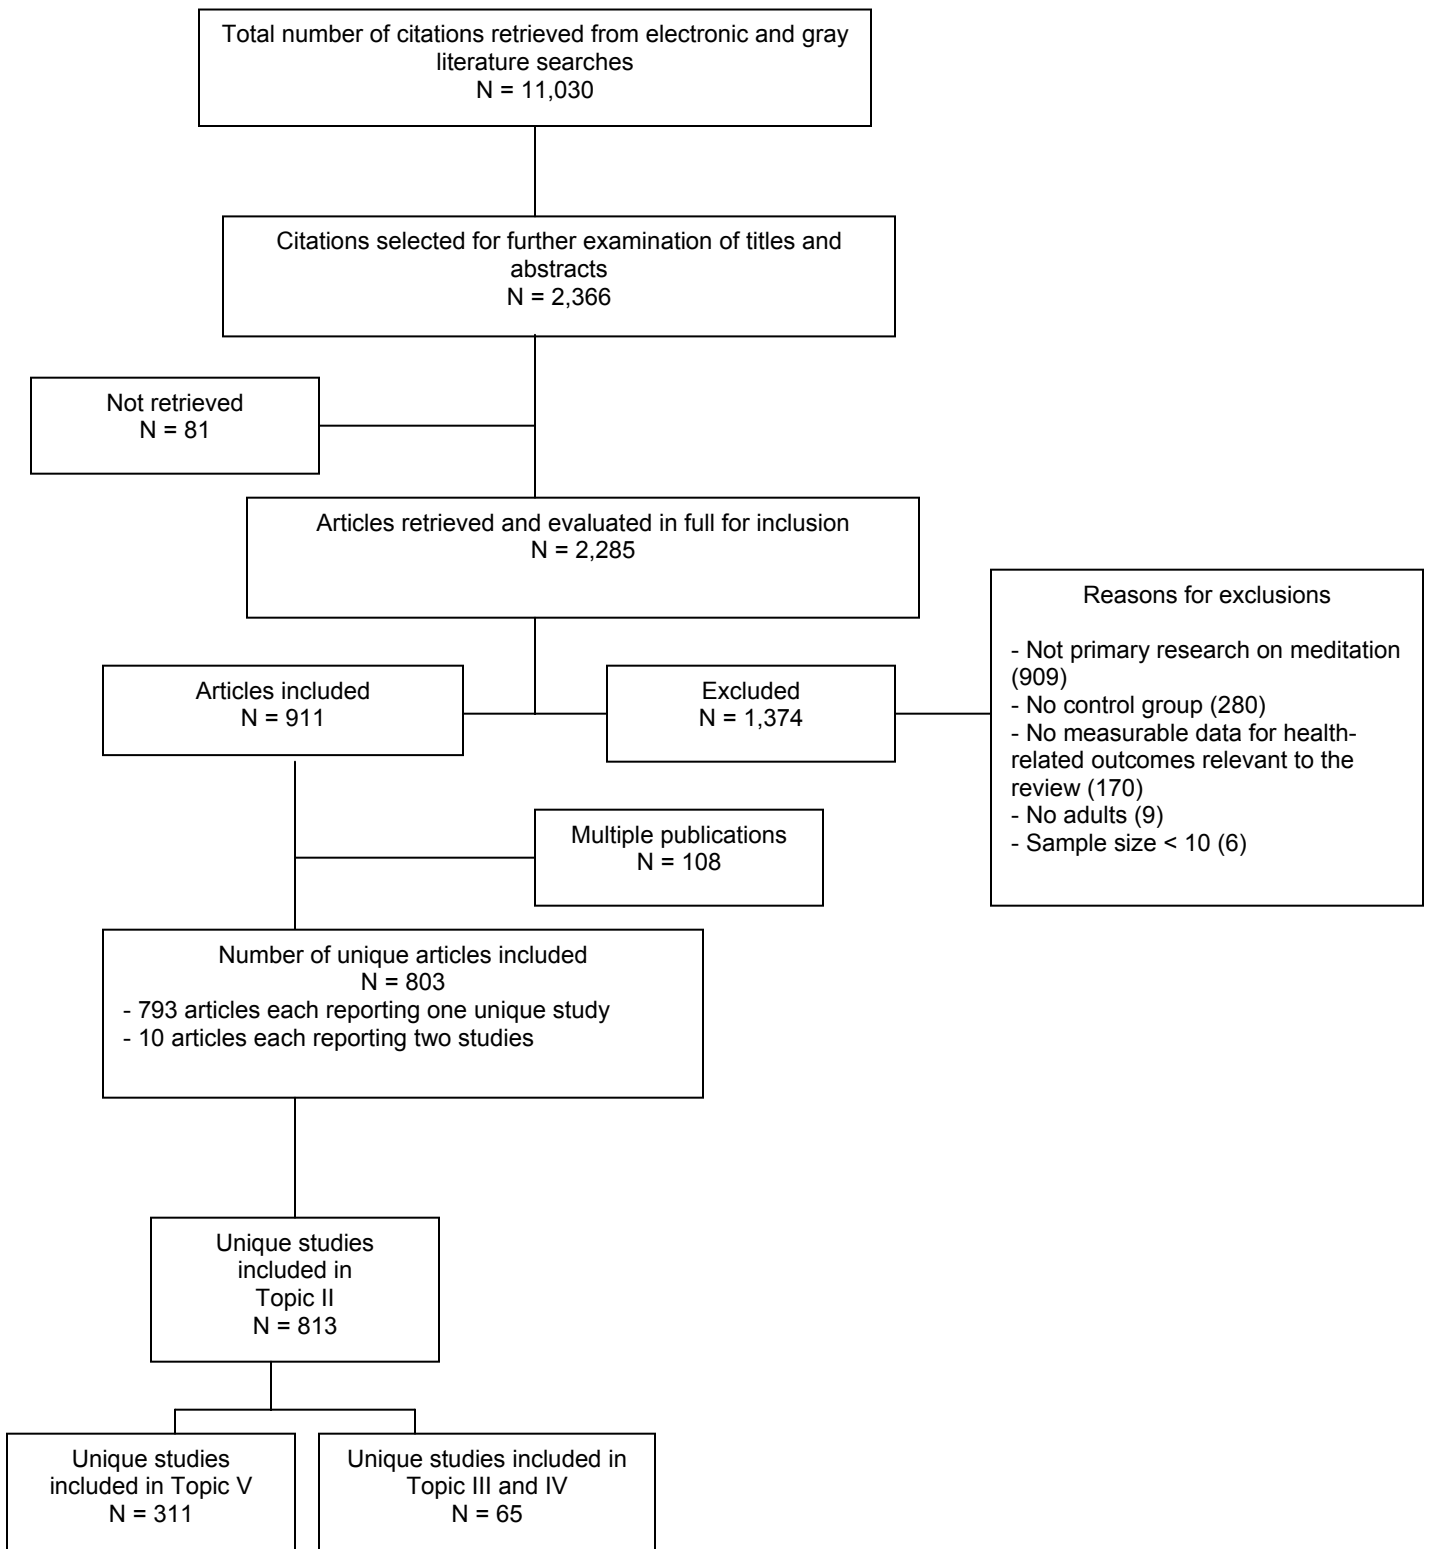 Total number of citations retrieved from electronic and gray
literature searches
N = 11,030
Citations selected for further examination of titles and
abstracts
N = 2,366
Not retrieved
N = 81
Articles retrieved and evaluated in full for inclusion
N = 2,285
Reasons for exclusions
- Not primary research on meditation
(909)
- No control group (280)
- No measurable data for health-
related outcomes relevant to the
review (170)
- No adults (9)
- Sample size < 10 (6)
Articles included
N = 911
Excluded
N = 1,374
Multiple publications
N = 108
Number of unique articles included
N = 803
- 793 articles each reporting one unique study
- 10 articles each reporting two studies
Unique studies
included in
Topic II
N = 813
Unique studies
included in Topic V
N = 311
Unique studies included in
Topic III and IV
N = 65